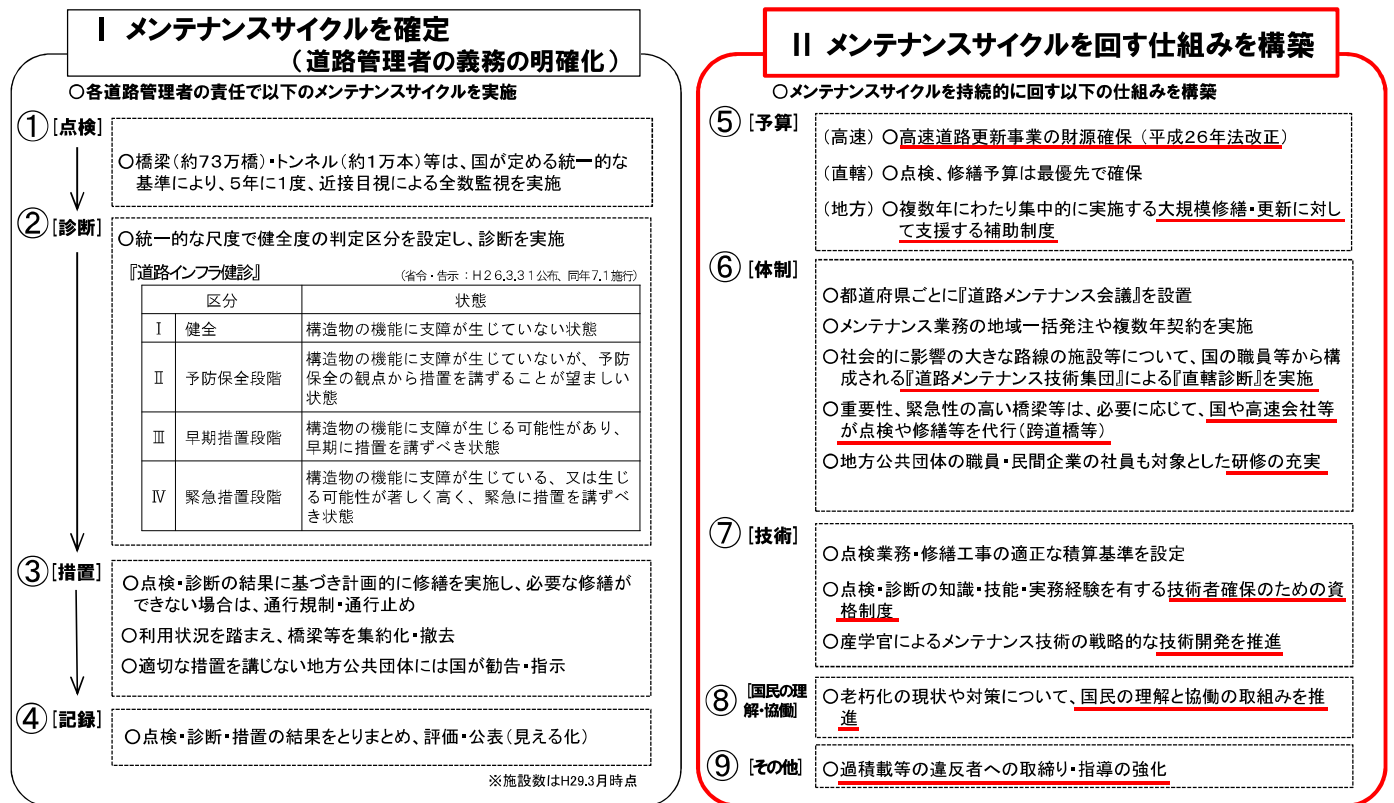 Ⅰ メンテナンスサイクルを確定
（道路管理者の義務の明確化）
○各道路管理者の責任で以下のメンテナンスサイクルを実施
①[点検]
○橋梁(約73万橋)・トンネル(約1万本)等は、国が定める統一的な
基準により、5年に1度、近接目視による全数監視を実施
②[診断]
○統一的な尺度で健全度の判定区分を設定し、診断を実施
『道路インフラ健診』
（省令・告示：H26.3.31公布、同年7.1施行）
区分 状態
Ⅰ 健全 構造物の機能に支障が生じていない状態
Ⅱ 予防保全段階 構造物の機能に支障が生じていないが、予防
保全の観点から措置を講ずることが望ましい
状態
Ⅲ 早期措置段階 構造物の機能に支障が生じる可能性があり、
早期に措置を講ずべき状態
Ⅳ 緊急措置段階 構造物の機能に支障が生じている、又は生じ
る可能性が著しく高く、緊急に措置を講ずべ
き状態
③[措置]
○点検・診断の結果に基づき計画的に修繕を実施し、必要な修繕が
できない場合は、通行規制・通行止め
○利用状況を踏まえ、橋梁等を集約化・撤去
○適切な措置を講じない地方公共団体には国が勧告・指示
④[記録]
○点検・診断・措置の結果をとりまとめ、評価・公表(見える化)
※施設数はH29.3月時点
Ⅱ メンテナンスサイクルを回す仕組みを構築
○メンテナンスサイクルを持続的に回す以下の仕組みを構築
⑤[予算]
(高速) ○高速道路更新事業の財源確保 (平成26年法改正)
(直轄) ○点検、修繕予算は最優先で確保
(地方) ○複数年にわたり集中的に実施する大規模修繕・更新に対し
て支援する補助制度
⑥[体制]
○都道府県ごとに『道路メンテナンス会議』を設置
○メンテナンス業務の地域一括発注や複数年契約を実施
○社会的に影響の大きな路線の施設等について、国の職員等から構
成される『道路メンテナンス技術集団』による『直轄診断』を実施
○重要性、緊急性の高い橋梁等は、必要に応じて、国や高速会社等
が点検や修繕等を代行(跨道橋等)
○地方公共団体の職員・民間企業の社員も対象とした研修の充実
⑦[技術]
○点検業務・修繕工事の適正な積算基準を設定
○点検・診断の知識・技能・実務経験を有する技術者確保のための資
格制度
○産学官によるメンテナンス技術の戦略的な技術開発を推進
⑧[国民の理
解・協働]
○老朽化の現状や対策について、国民の理解と協働の取組みを推
進
⑨[その他]
○過積載等の違反者への取締り・指導の強化